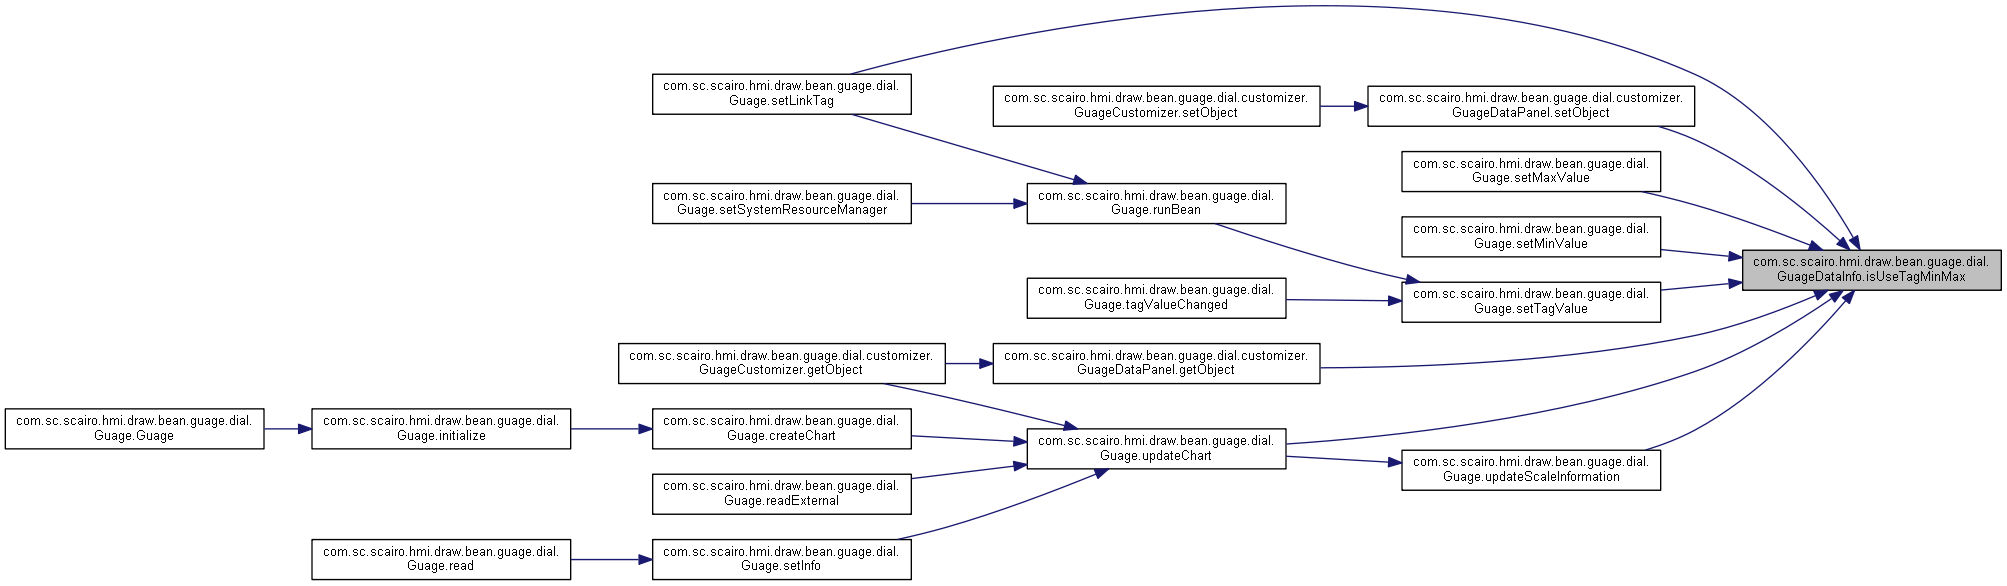 com.sc.scairo.hmi.draw.bean.guage.dial.
Guage.setLinkTag
com.sc.scairo.hmi.draw.bean.guage.dial.customizer.
GuageCustomizer.setObject
com.sc.scairo.hmi.draw.bean.guage.dial.customizer.
GuageDataPanel.setObject
com.sc.scairo.hmi.draw.bean.guage.dial.
Guage.setMaxValue
com.sc.scairo.hmi.draw.bean.guage.dial.
Guage.setSystemResourceManager
com.sc.scairo.hmi.draw.bean.guage.dial.
Guage.runBean
com.sc.scairo.hmi.draw.bean.guage.dial.
Guage.setMinValue
com.sc.scairo.hmi.draw.bean.guage.dial.
GuageDataInfo.isUseTagMinMax
com.sc.scairo.hmi.draw.bean.guage.dial.
Guage.tagValueChanged
com.sc.scairo.hmi.draw.bean.guage.dial.
Guage.setTagValue
com.sc.scairo.hmi.draw.bean.guage.dial.customizer.
GuageCustomizer.getObject
com.sc.scairo.hmi.draw.bean.guage.dial.customizer.
GuageDataPanel.getObject
com.sc.scairo.hmi.draw.bean.guage.dial.
Guage.Guage
com.sc.scairo.hmi.draw.bean.guage.dial.
Guage.initialize
com.sc.scairo.hmi.draw.bean.guage.dial.
Guage.createChart
com.sc.scairo.hmi.draw.bean.guage.dial.
Guage.updateChart
com.sc.scairo.hmi.draw.bean.guage.dial.
Guage.updateScaleInformation
com.sc.scairo.hmi.draw.bean.guage.dial.
Guage.readExternal
com.sc.scairo.hmi.draw.bean.guage.dial.
Guage.read
com.sc.scairo.hmi.draw.bean.guage.dial.
Guage.setInfo